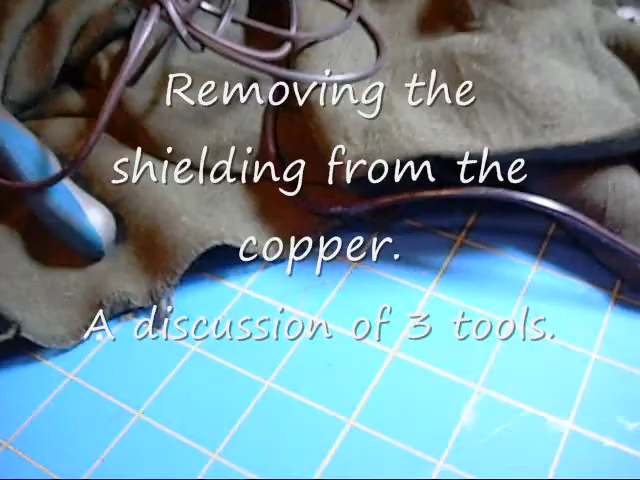 Removing the
shielding from the
copper.
A discussion of 3 tools.